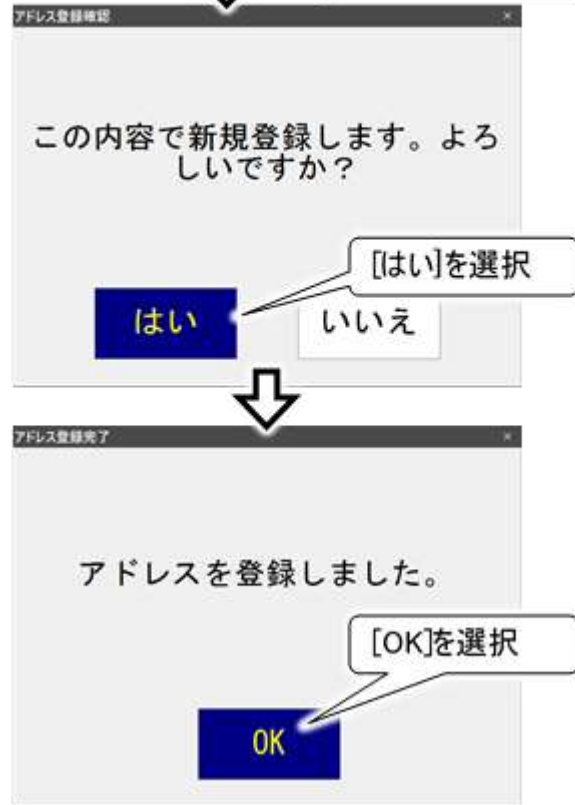 アドレス登録確認 ×
この内容で新規登録します。よろ
しいですか？
[はい]を選択
はい いいえ
アドレス登録完了 ×
アドレスを登録しました。
[OK]を選択
OK